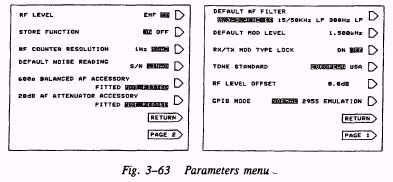 RF LEVEL EMF PD
STORE FUNCTION ON OFF
RF COUNTER RESOLUTION 1Hz 10Hz
DEFAULT NOISE READING
S/N SINAD
600Ω BALANCED AF ACCESSORY
FITTED NOT FITTED
20dB AF ATTENUATOR ACCESSORY
FITTED NOT FITTED
RETURN
PAGE 2
DEFAULT AF FILTER
15/50KHz LP 300Hz LP
DEFAULT MOD LEVEL 1.500kHz
RX/TX MOD TYPE LOCK ON OFF
TONE STANDARD EUROPEAN USA
RF LEVEL OFFSET 0.0dB
GPIB MODE NORMAL 2955 EMULATION
RETURN
PAGE 1
Fig. 3–63 Parameters menu